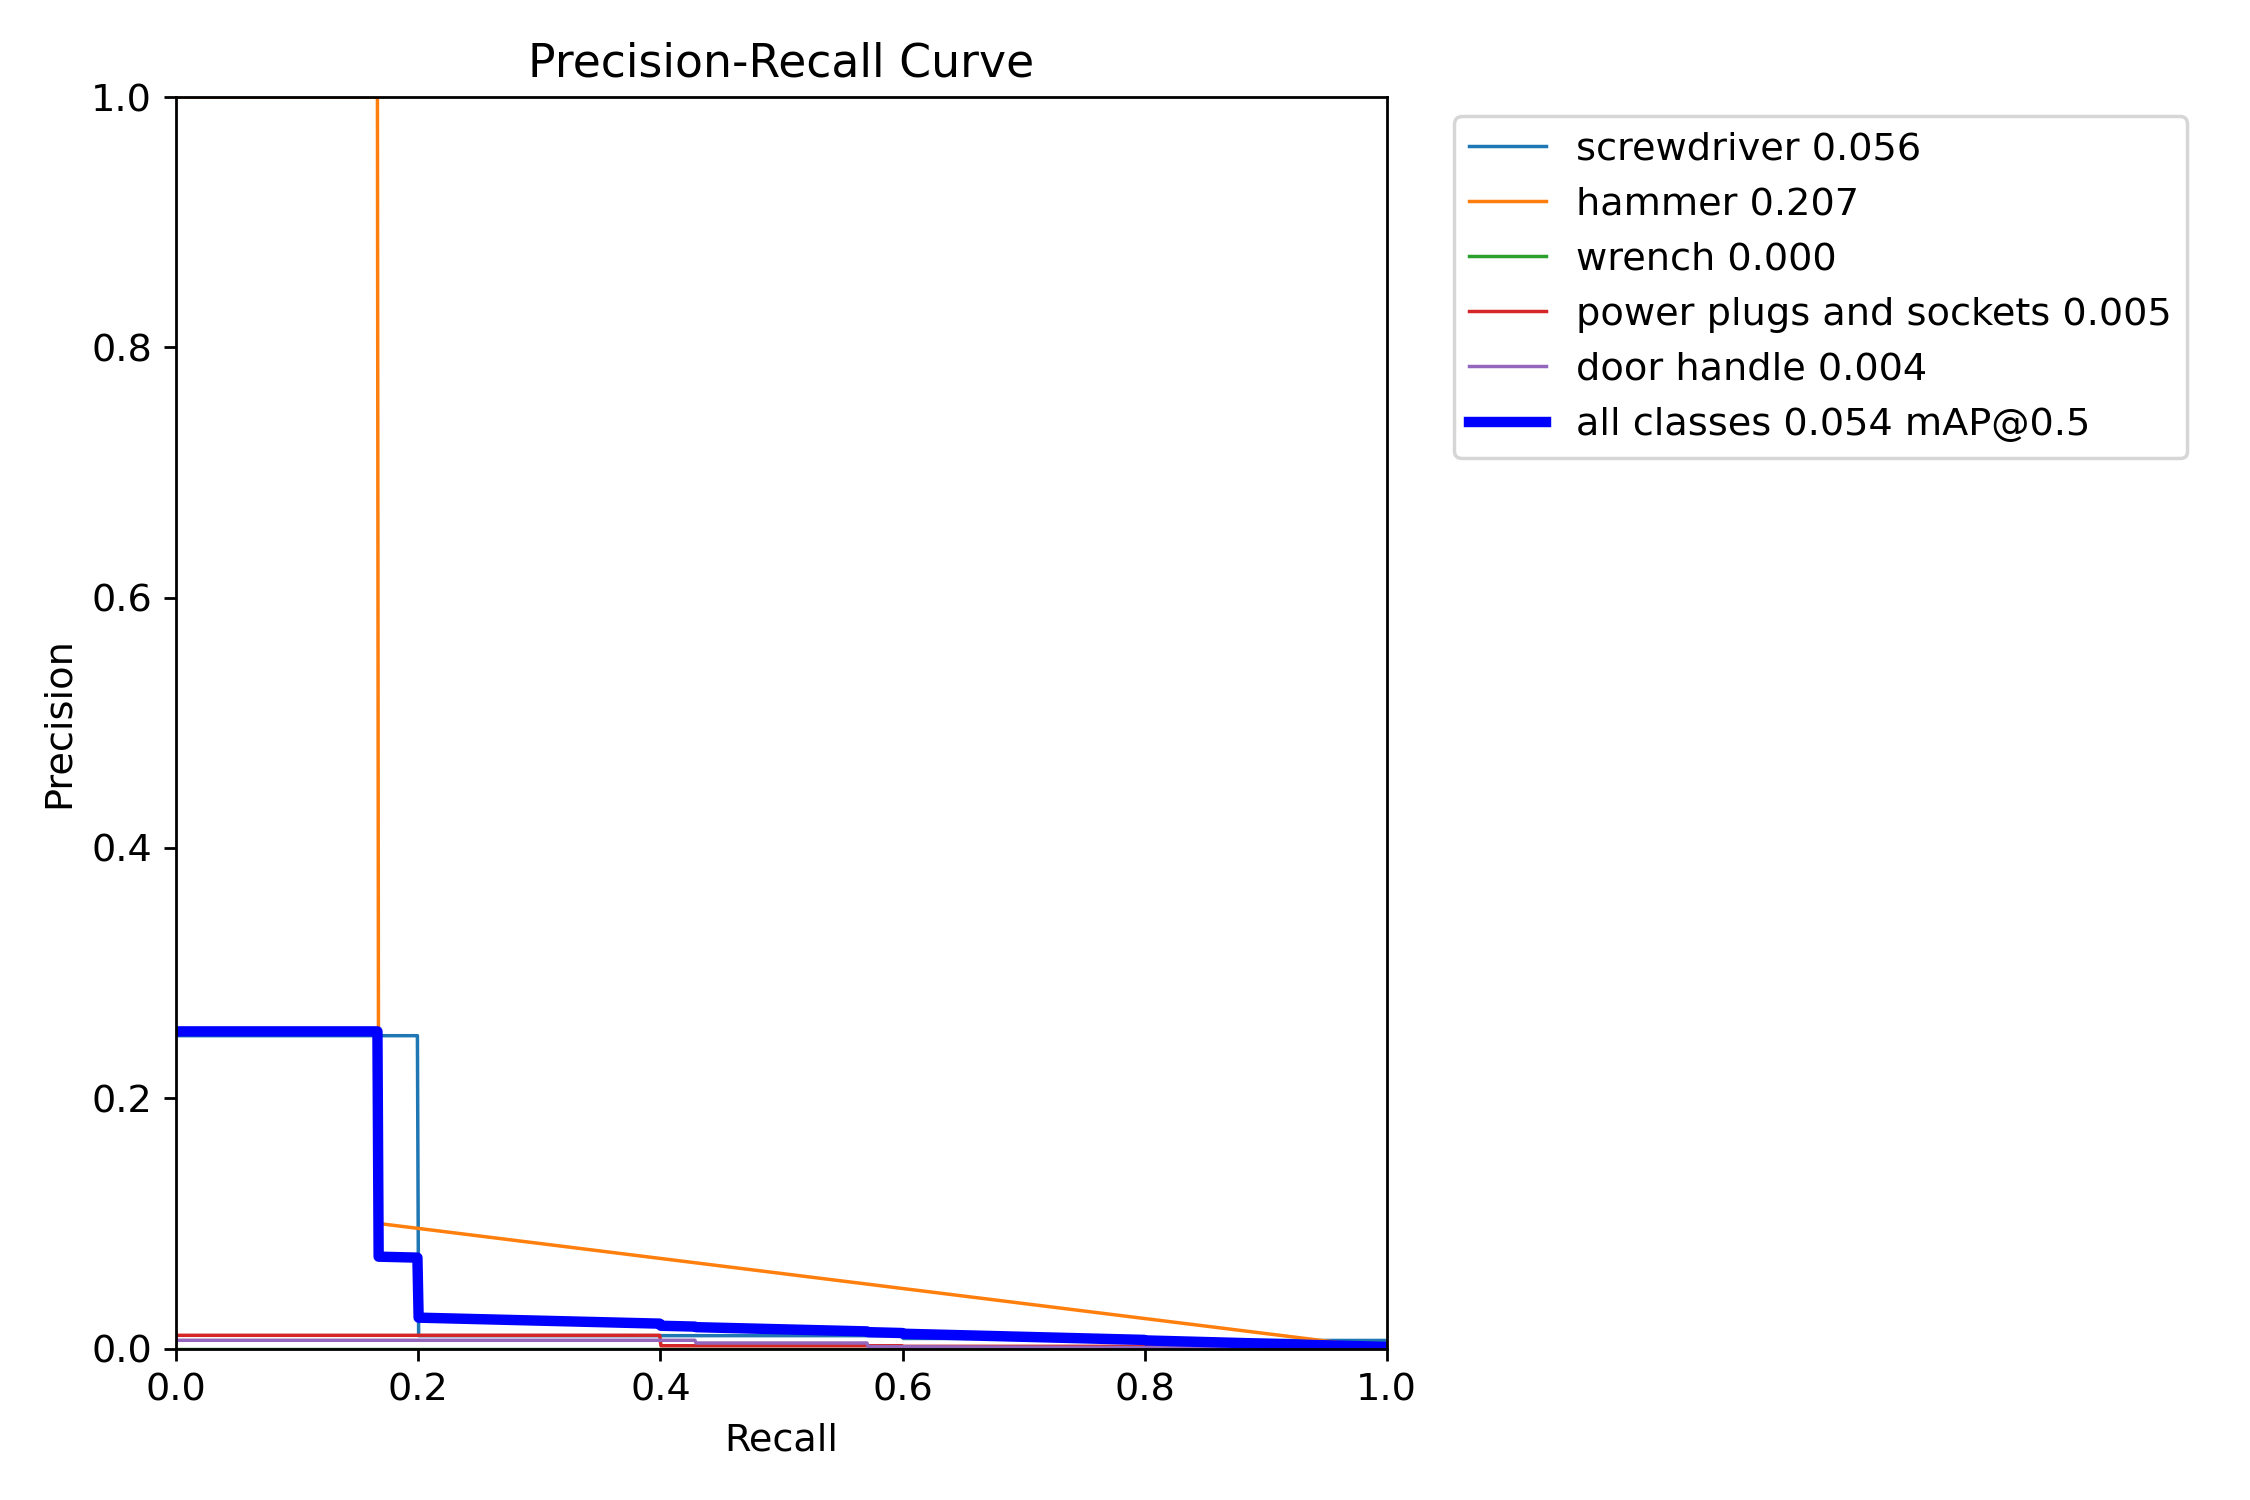 Precision-Recall Curve
1.0
0.8
0.6
0.4
0.2
0.0
Precision
0.0 0.2 0.4 0.6 0.8 1.0
Recall
screwdriver 0.056
hammer 0.207
wrench 0.000
power plugs and sockets 0.005
door handle 0.004
all classes 0.054 mAP@0.5